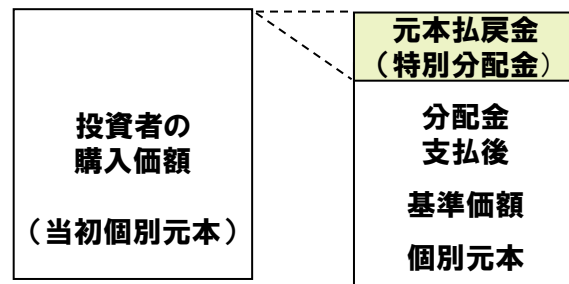 投資者の
購入価額
（当初個別元本）
元本払戻金
（特別分配金）
分配金
支払後
基準価額
個別元本